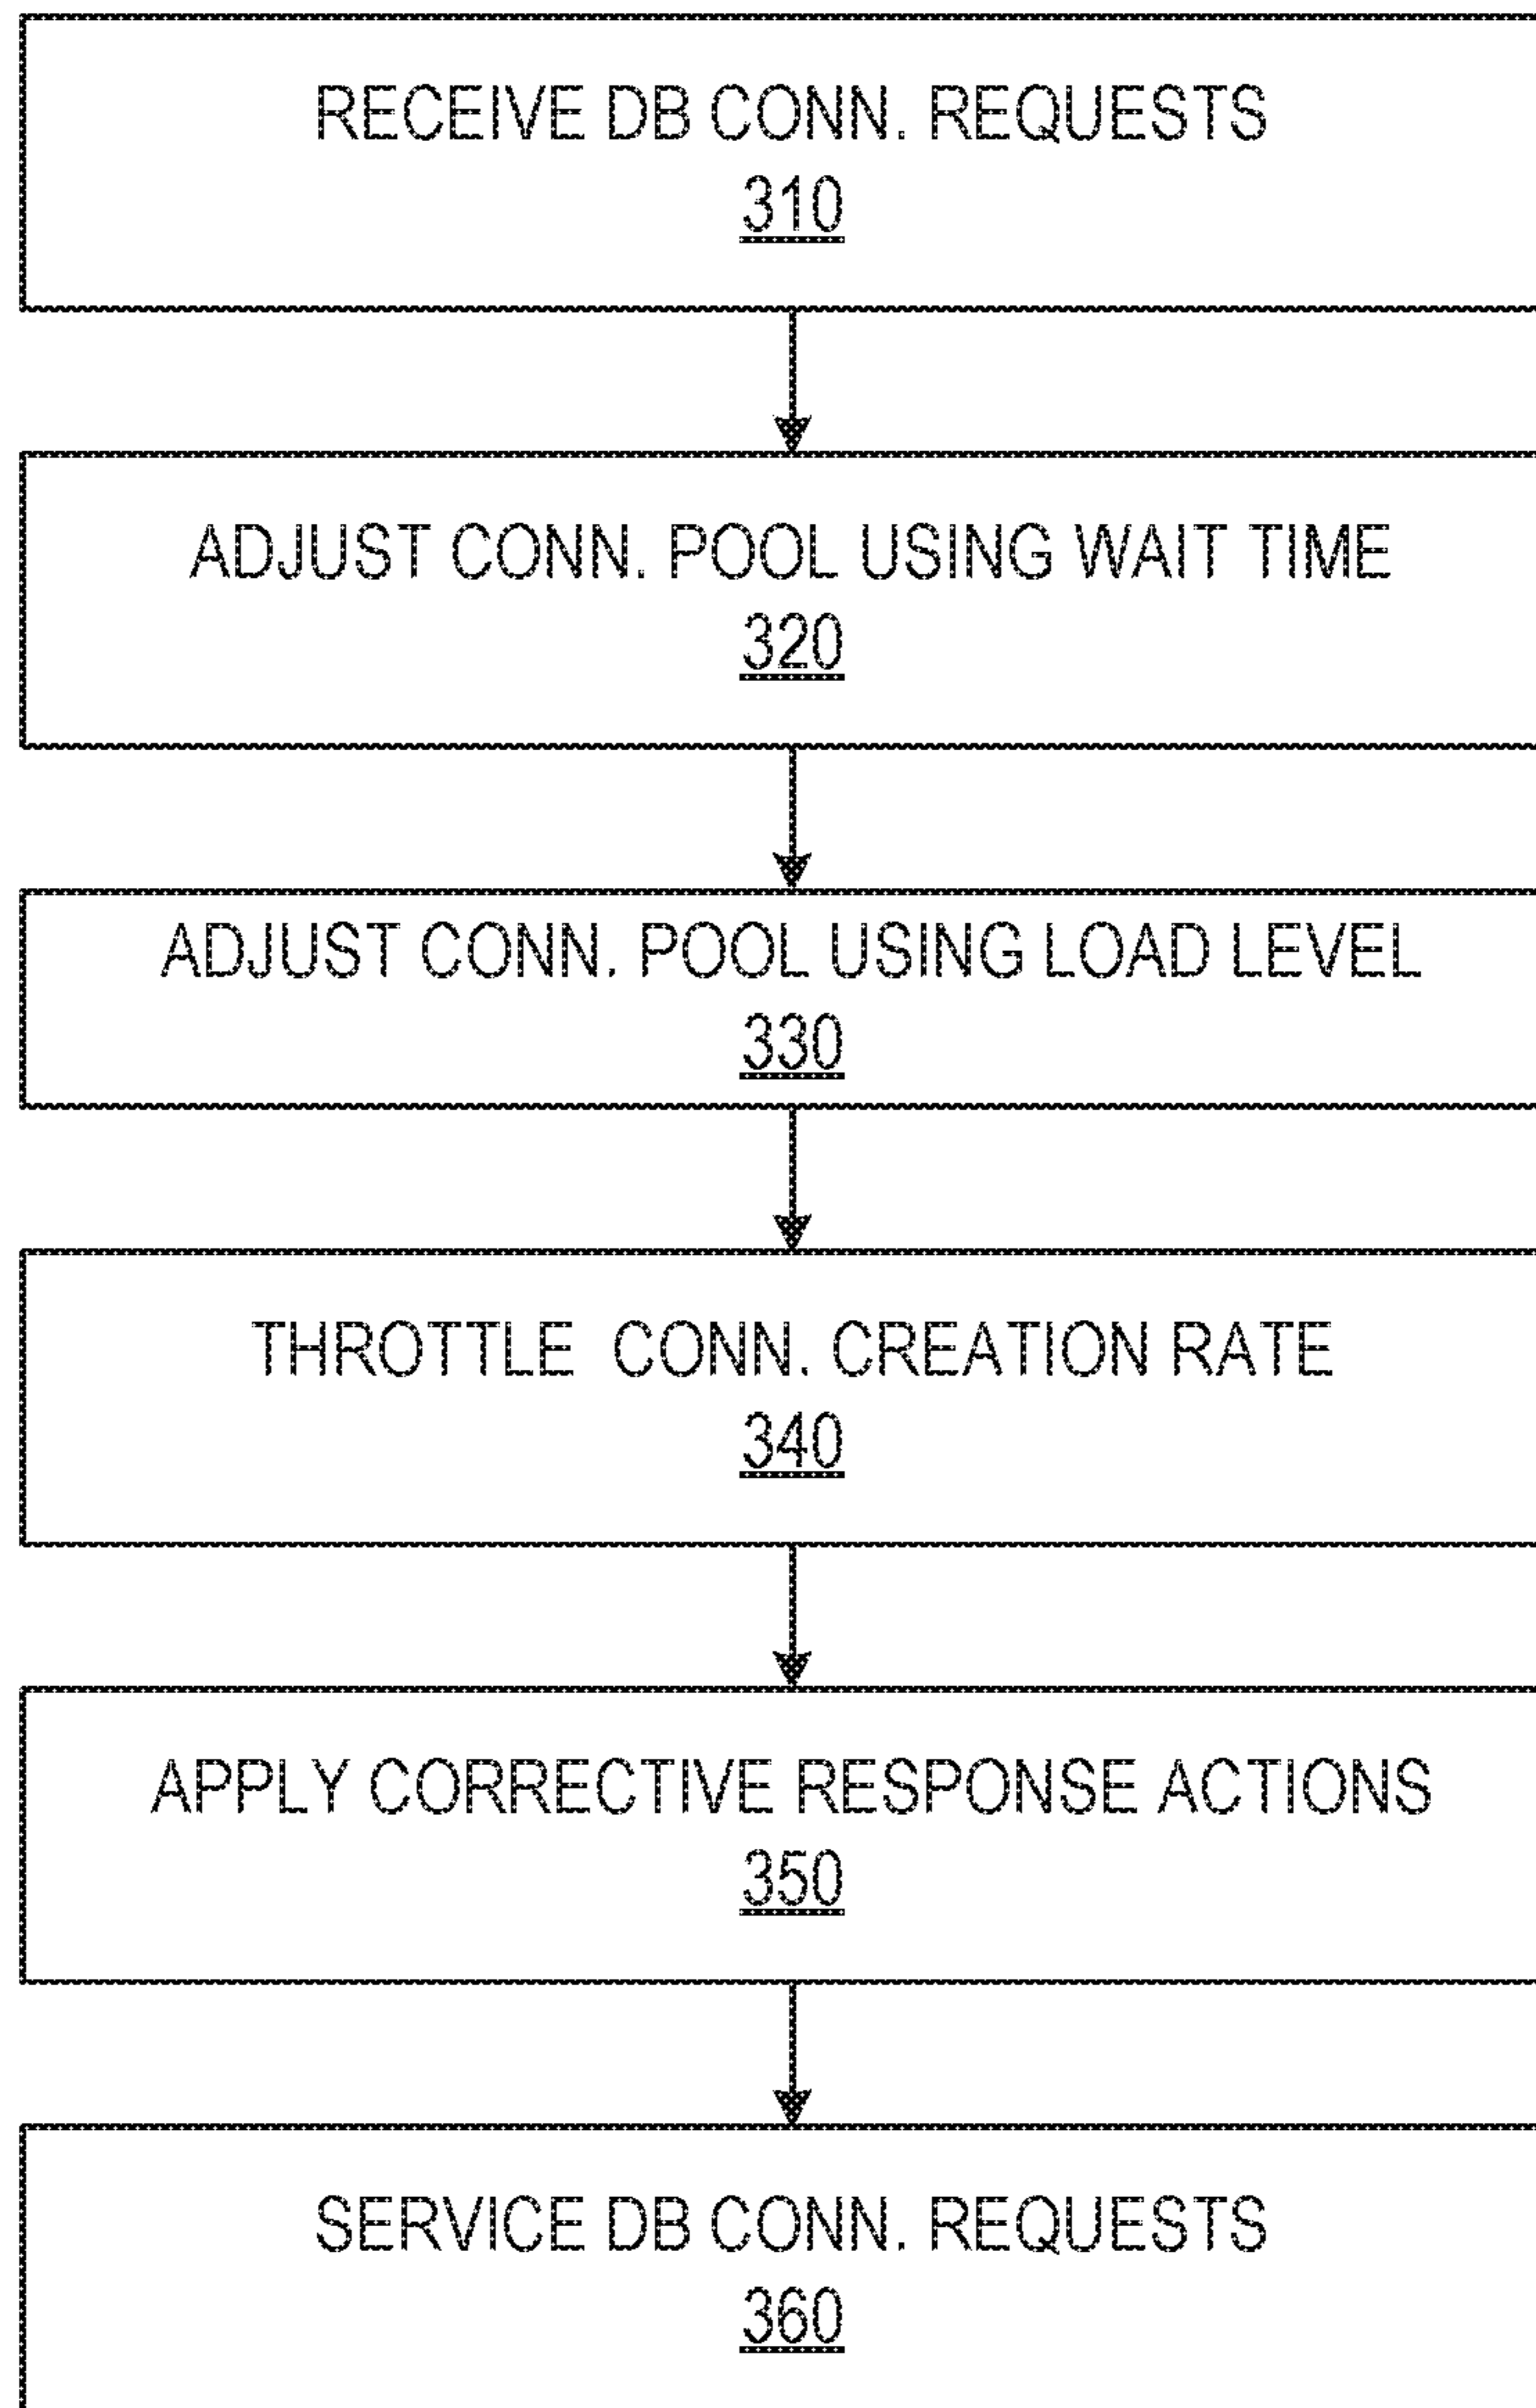 RECEIVE DB CONN. REQUESTS
310
ADJUST CONN. POOL USING WAIT TIME
320
ADJUST CONN. POOL USING LOAD LEVEL
330
THROTTLE CONN. CREATION RATE
340
APPLY CORRECTIVE RESPONSE ACTIONS
350
SERVICE DB CONN. REQUESTS
360